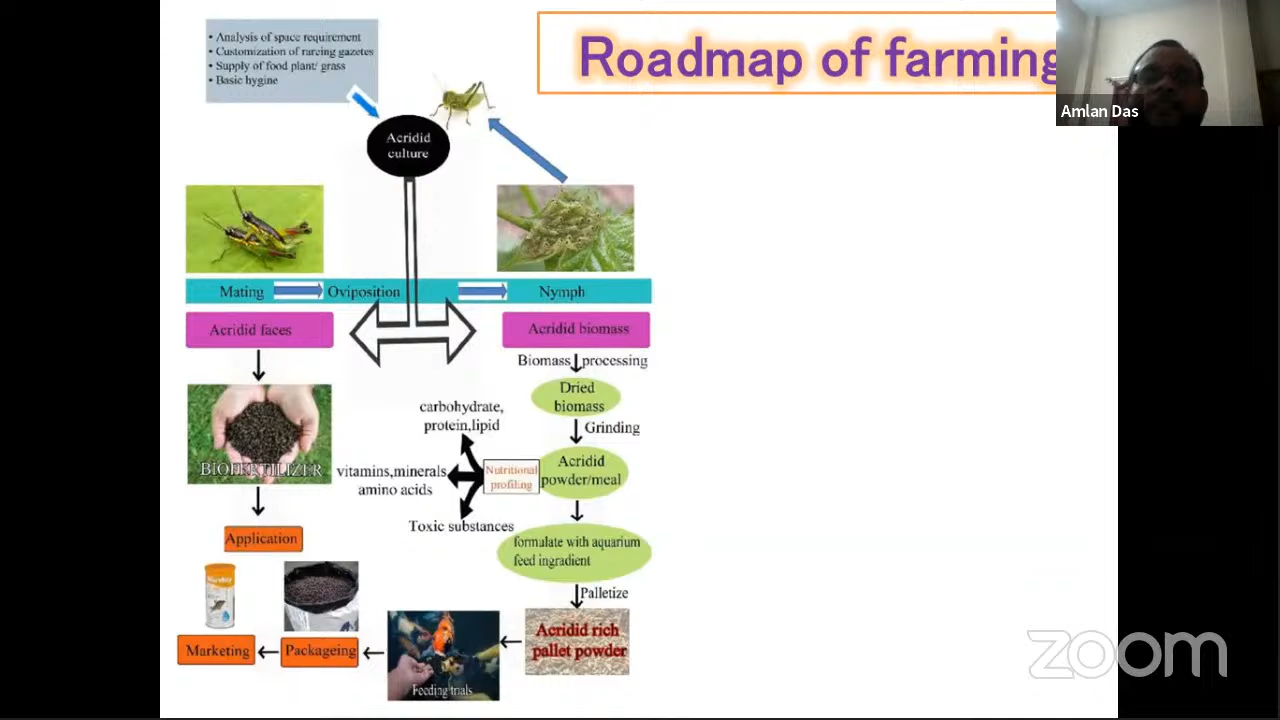 • Analysis of space requirement
• Customization of rareing gazetes
• Supply of food plant/ grass
• Basic hygine
Roadmap of farming
Amlan Das
Acridid
culture
Mating
Oviposition
Nymph
Acridid faces
Acridid biomass
Biomass processing
Dried
biomass
Grinding
carbohydrate,
protein,lipid
vitamins,minerals
amino acids
Toxic substances
Nutritional
profiling
Acridid
powder/meal
formulate with aquarium
feed ingradient
Palletize
Acridid rich
pallet powder
BIOFERTILIZER
Application
Feeding trials
Packageing
Marketing
zoom